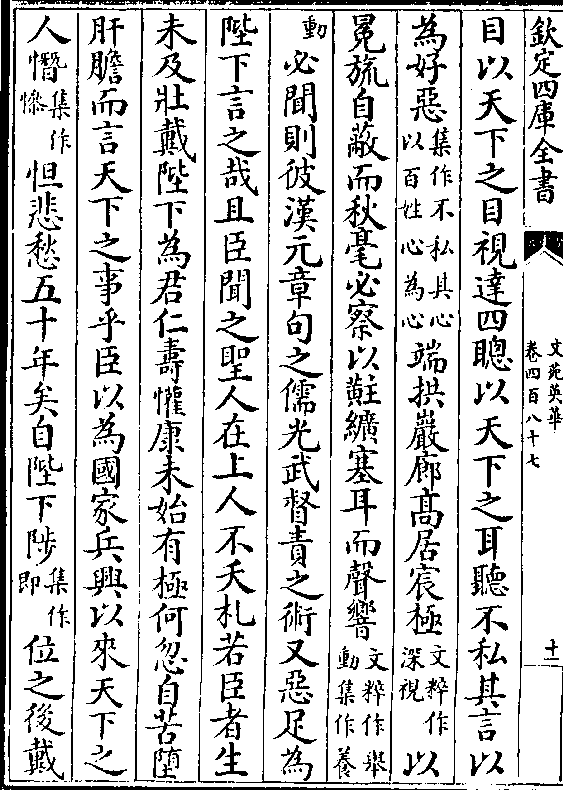 欽定四庫全書
文苑英華
卷四百八十七
十一
目以天下之目視達四聰以天下之耳聽不私其言以
為好惡集作不私其心以百姓心為心端拱巖廊高居宸極文粹作深視以
冕旒自蔽而秋毫必察以黈纊塞耳而聲響文粹作舉動集作養
動必聞則彼漢元章句之儒光武督責之術又惡足為
陛下言之哉且臣聞之聖人在上人不夭札若臣者生
未及壯戴陛下為君仁壽懽康未始有極何忽自苦墮
肝膽而言天下之事乎臣以為國家兵興以來天下之
人憯集作慘怛悲愁五十年矣自陛下陟集作即位之後戴